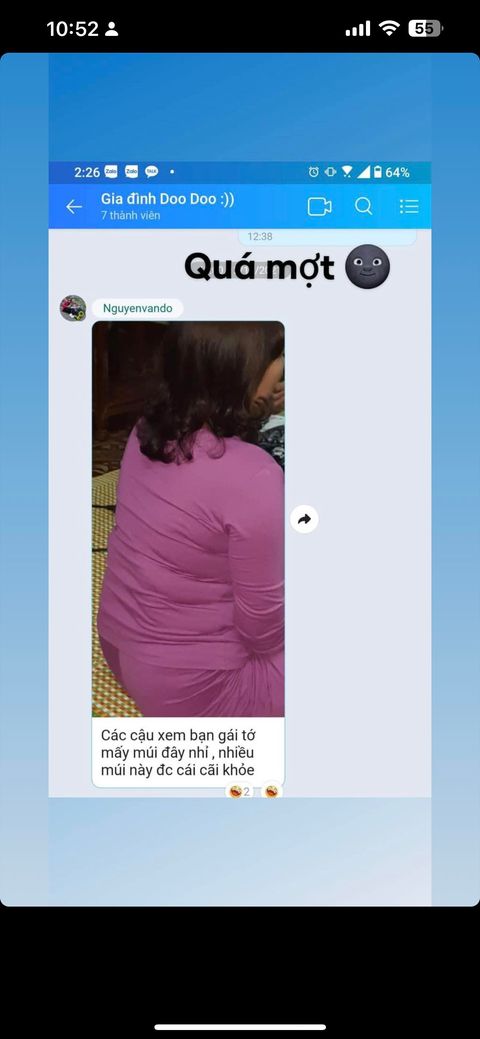 10:52
55
2:26 Zalo Zalo TALK 64%
Gia đình Doo Doo :))
7 thành viên
12:38
Quá mợt 🌚
Nguyenvando
Các cậu xem bạn gái tớ
mấy múi đây nhỉ , nhiều
múi này đc cái cãi khỏe
2